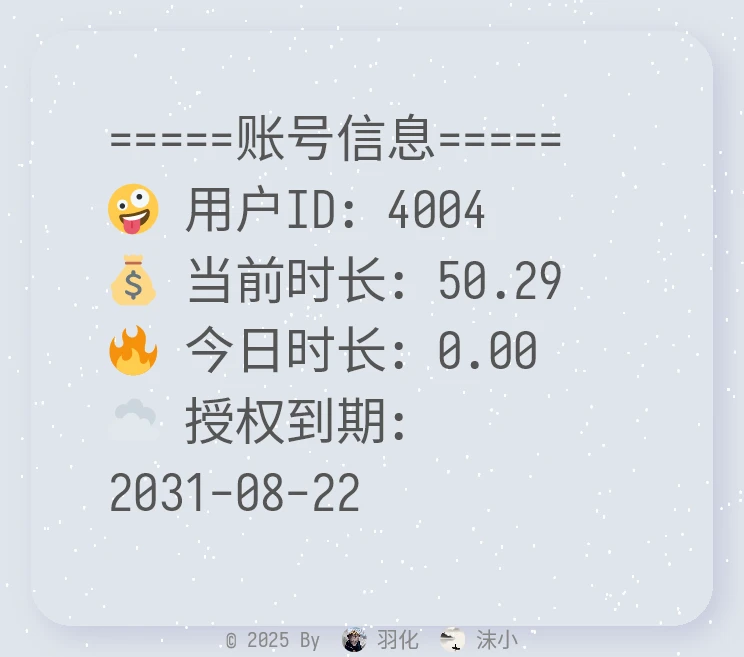 =====账号信息=====
🤪 用户ID: 4004
💰 当前时长: 50.29
🔥 今日时长: 0.00
☁️ 授权到期:
2031-08-22
© 2025 By 羽化 沫小